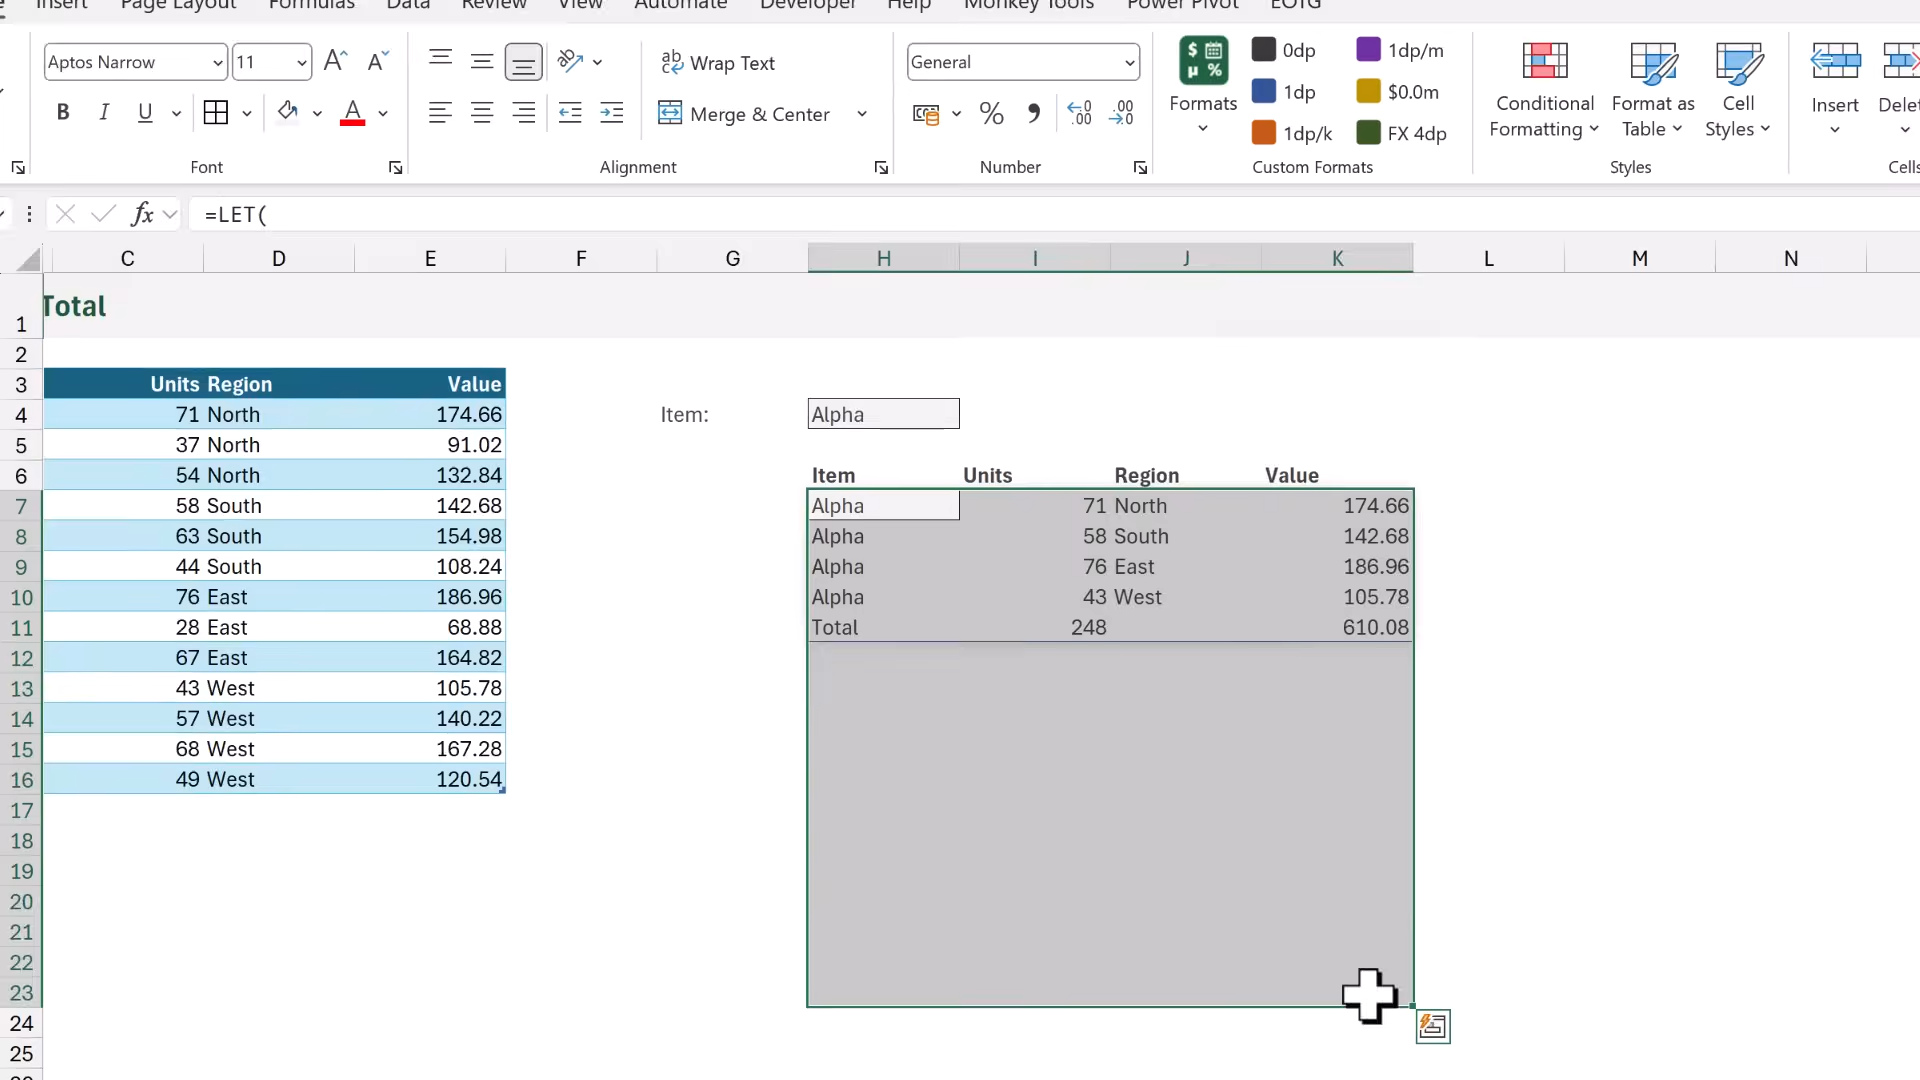 Insert Page Layout Formulas Data Review View Automate Developer Help Monkey Tools Power Pivot EOTG
Aptos Narrow 11 A A
ab Wrap Text
General
$ % µ
0dp 1dp/m
1dp $0.0m
1dp/k FX 4dp
Formats
B I U A
Merge & Center
% 9 .00
Conditional Formatting
Format as Table
Cell Styles
Insert Delet
Font Alignment Number Custom Formats Styles Cells
fx =LET(
C D E F G H I J K L M N
1 Total
2
3 Units Region Value
4 71 North 174.66 Item: Alpha
5 37 North 91.02
6 54 North 132.84 Item Units Region Value
7 58 South 142.68 Alpha 71 North 174.66
8 63 South 154.98 Alpha 58 South 142.68
9 44 South 108.24 Alpha 76 East 186.96
10 76 East 186.96 Alpha 43 West 105.78
11 28 East 68.88 Total 248 610.08
12 67 East 164.82
13 43 West 105.78
14 57 West 140.22
15 68 West 167.28
16 49 West 120.54
17
18
19
20
21
22
23
24
25